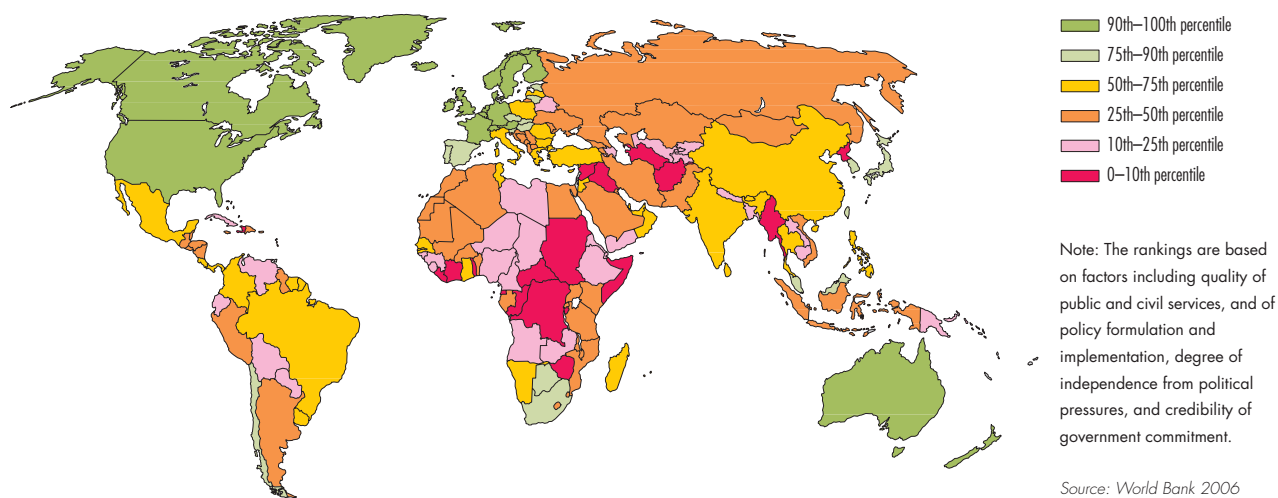 90th–100th percentile
75th–90th percentile
50th–75th percentile
25th–50th percentile
10th–25th percentile
0–10th percentile
Note: The rankings are based
on factors including quality of
public and civil services, and of
policy formulation and
implementation, degree of
independence from political
pressures, and credibility of
government commitment.
Source: World Bank 2006